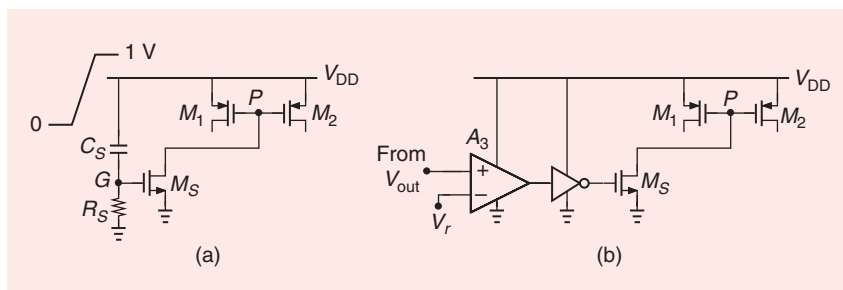 1 V
0
V_DD
M_1
P
M_2
C_S
G
M_S
R_S
(a)
V_DD
M_1
P
M_2
A_3
From
V_out
+
−
V_r
M_S
(b)